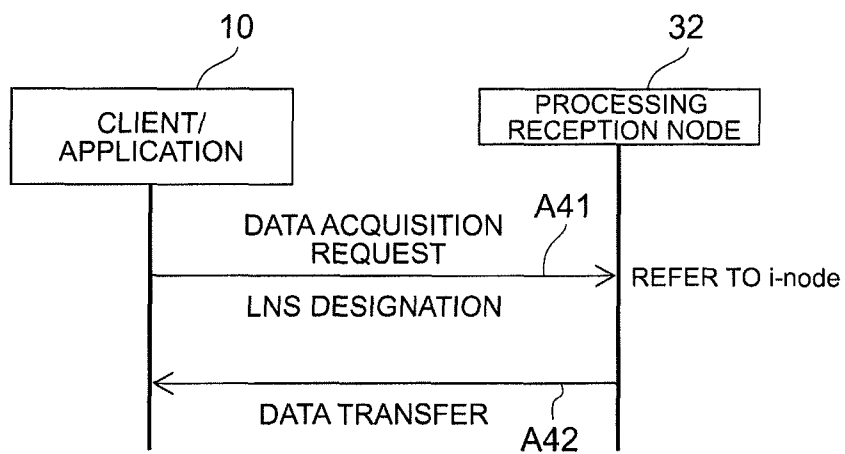 10
32
CLIENT/
APPLICATION
PROCESSING
RECEPTION NODE
DATA ACQUISITION
REQUEST
A41
REFER TO i-node
LNS DESIGNATION
DATA TRANSFER
A42